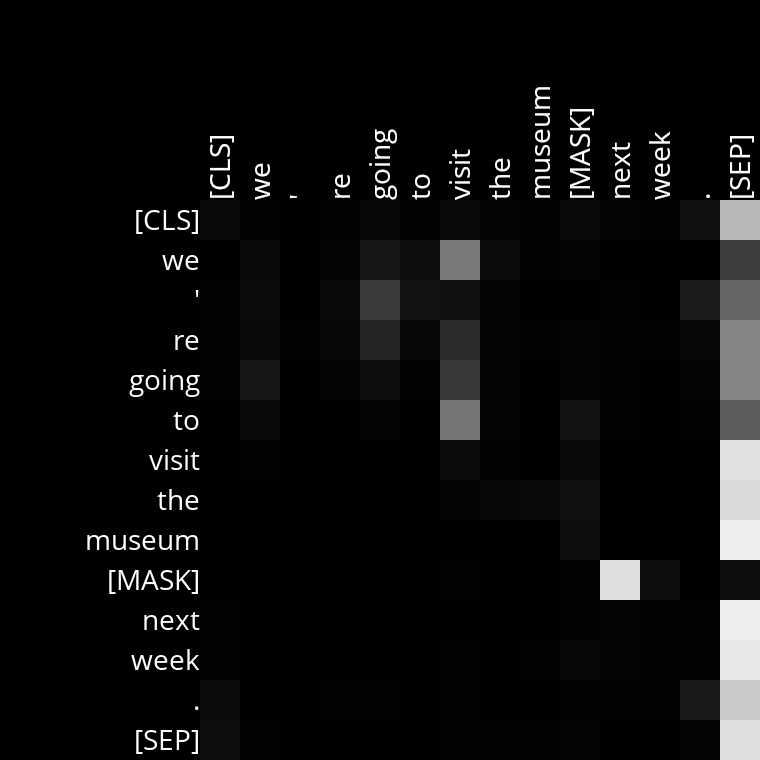 [CLS] we ' re going to visit the museum [MASK] next week . [SEP]
[CLS]
we
'
re
going
to
visit
the
museum
[MASK]
next
week
.
[SEP]